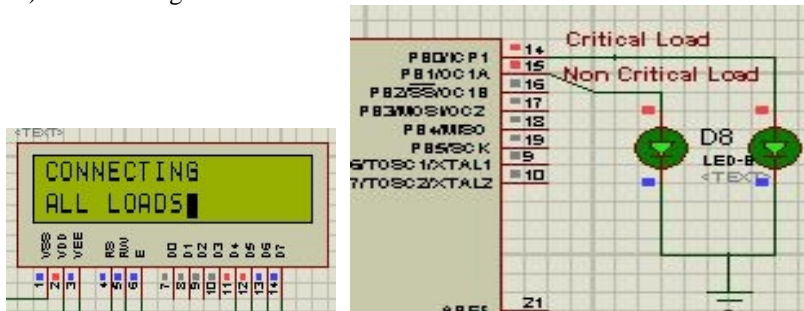 <TEXT>
CONNECTING
ALL LOADS
VSS VDD VEE RS RW E D0 D1 D2 D3 D4 D5 D6 D7
1 2 3 4 5 6 7 8 9 10 11 12 13 14
PB0/ICP1 14 Critical Load
PB1/OC1A 15 Non Critical Load
PB2/SS/OC1B 16
PB3/MOSI/OC2 17
PB4/MISO 18
PB5/SCK 19
6/TOSC1/XTAL1 9
7/TOSC2/XTAL2 10
D8
LED-B
<TEXT>
21